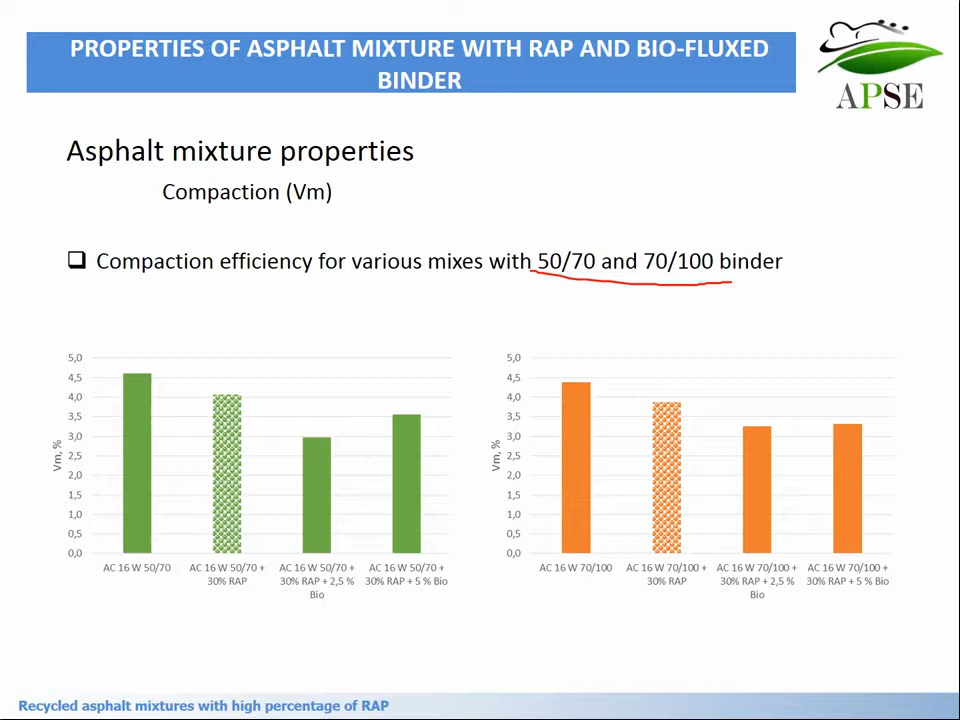 PROPERTIES OF ASPHALT MIXTURE WITH RAP AND BIO-FLUXED
BINDER
APSE
Asphalt mixture properties
Compaction (Vm)
Compaction efficiency for various mixes with 50/70 and 70/100 binder
5,0
4,5
4,0
3,5
3,0
2,5
2,0
1,5
1,0
0,5
0,0
Vm, %
AC 16 W 50/70
AC 16 W 50/70 +
30% RAP
AC 16 W 50/70 +
30% RAP + 2,5 %
Bio
AC 16 W 50/70 +
30% RAP + 5 % Bio
5,0
4,5
4,0
3,5
3,0
2,5
2,0
1,5
1,0
0,5
0,0
Vm, %
AC 16 W 70/100
AC 16 W 70/100 +
30% RAP
AC 16 W 70/100 +
30% RAP + 2,5 %
Bio
AC 16 W 70/100 +
30% RAP + 5 % Bio
Recycled asphalt mixtures with high percentage of RAP